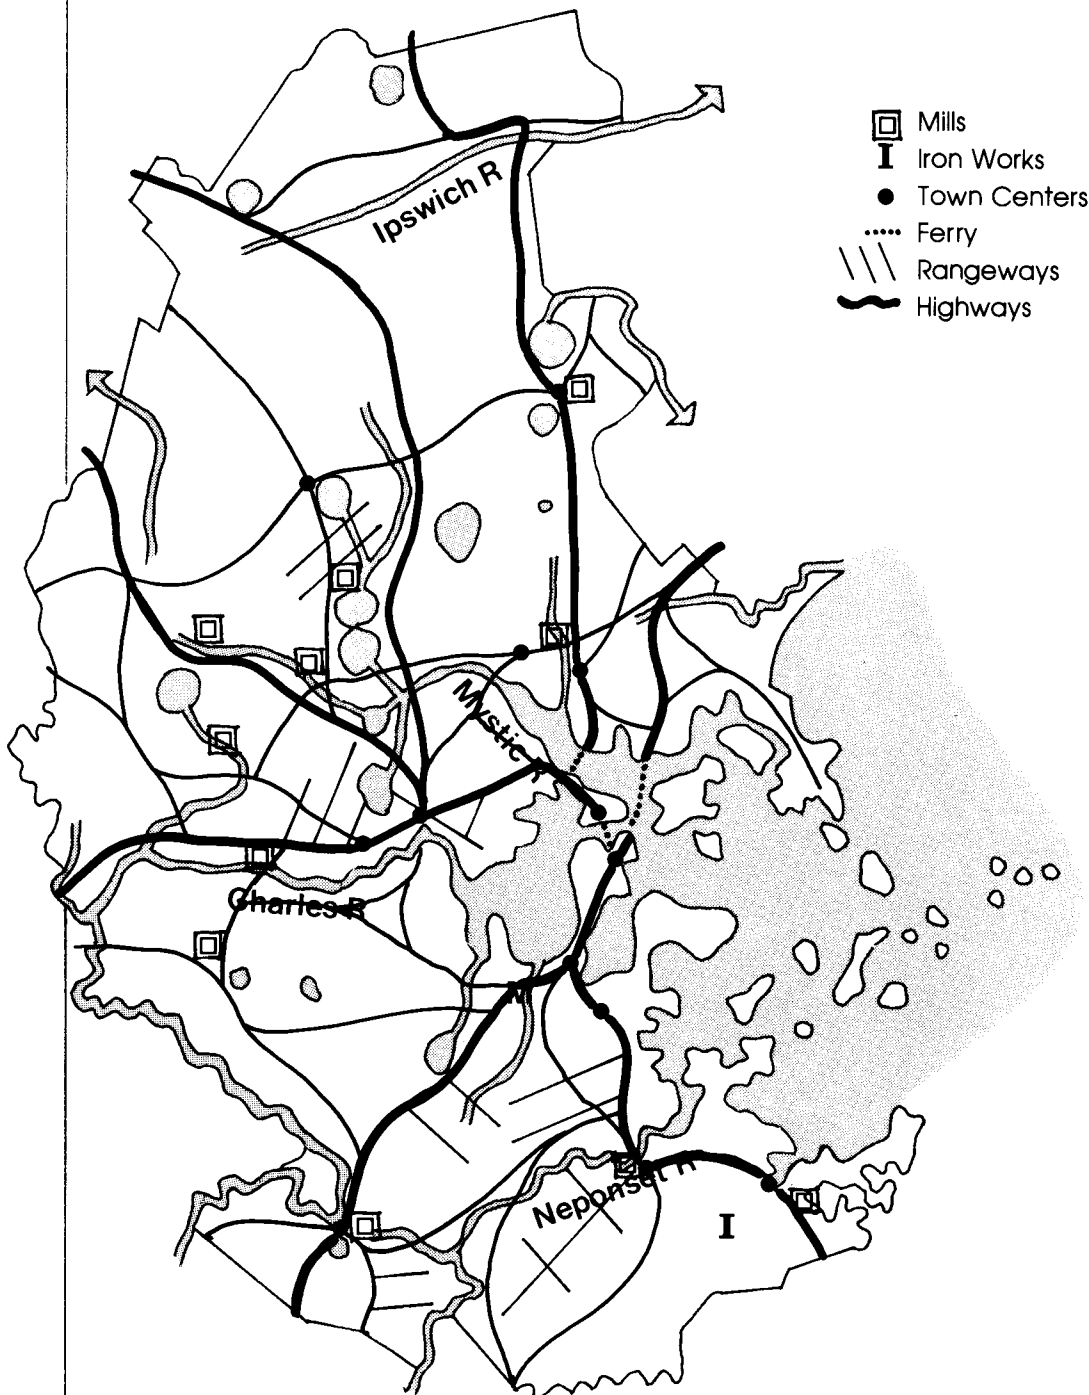 Mills
I Iron Works
Town Centers
Ferry
Rangeways
Highways
Ipswich R
Mystic R
Charles R
M
Neponset R
I